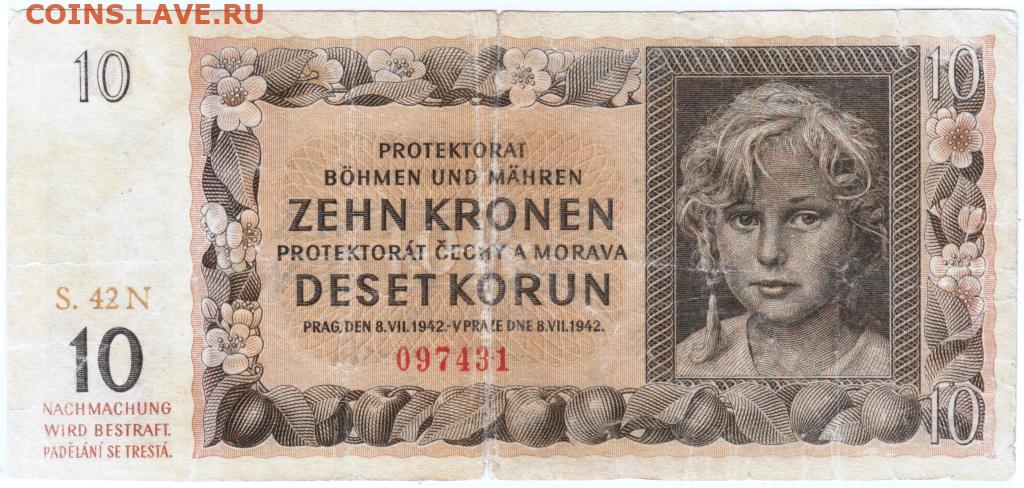 COINS.LAVE.РУ
10
10
PROTEKTORAT
BÖHMEN UND MÄHREN
ZEHN KRONEN
PROTEKTORÁT ČECHY A MORAVA
DESET KORUN
PRAG, DEN 8.VII.1942.-V PRAZE DNE 8.VII.1942.
097431
S. 42 N
10
NACHMACHUNG
WIRD BESTRAFT.
PADĚLÁNÍ SE TRESTÁ.
10